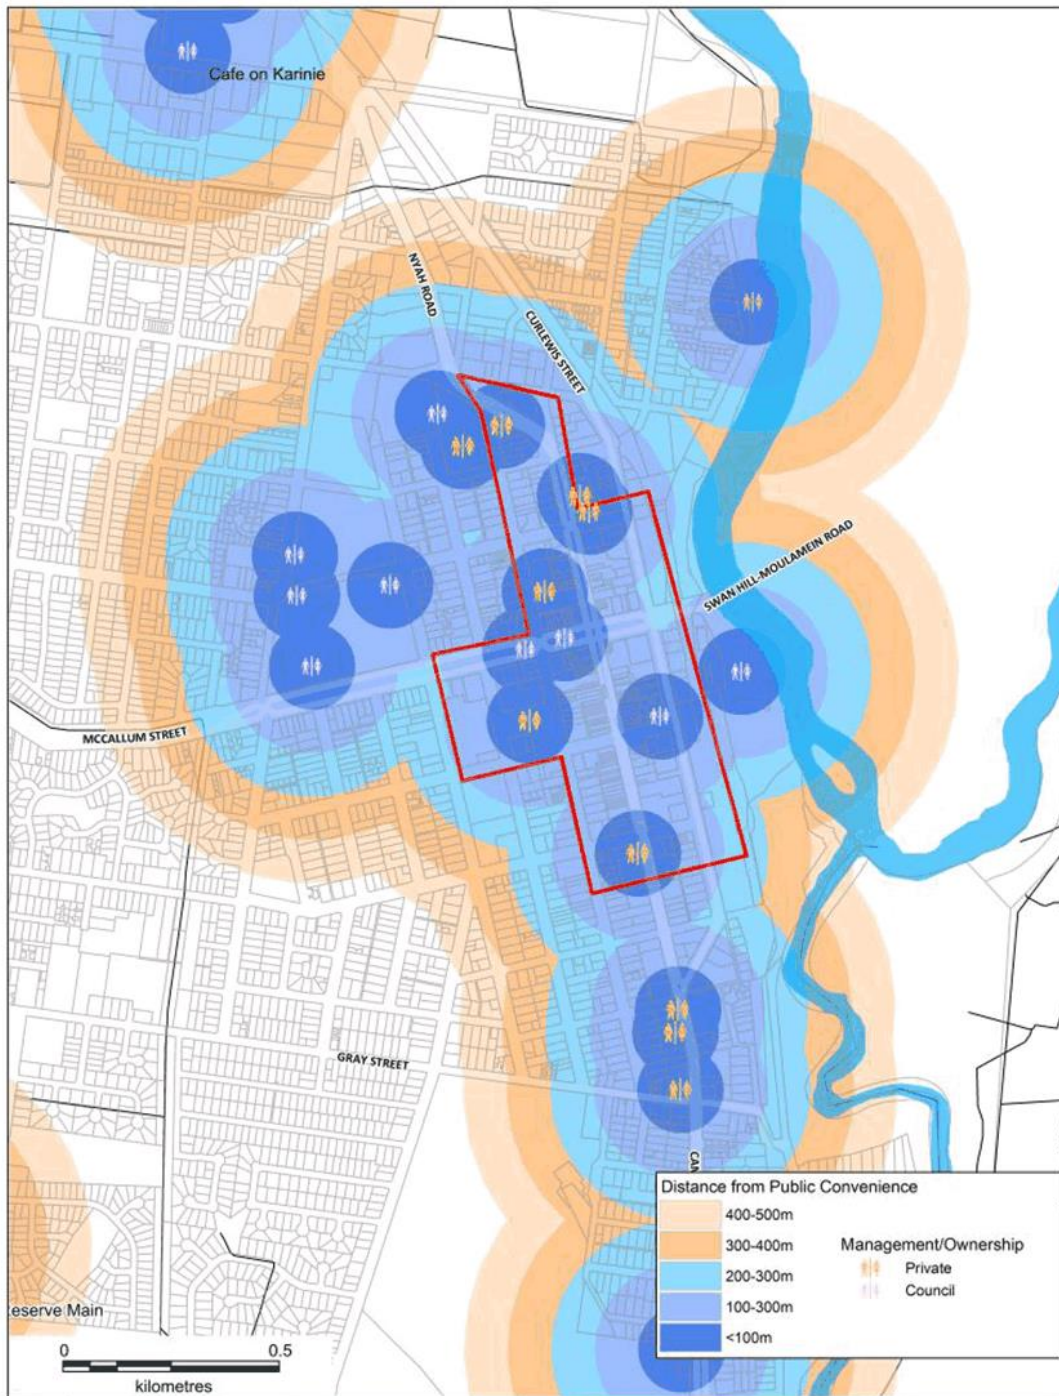 Cafe on Karinie
NYAH ROAD
CURLEWIS STREET
SWAN HILL-MOULAMEIN ROAD
MCCALLUM STREET
GRAY STREET
CAM
eserve Main
0 0.5
kilometres
Distance from Public Convenience
400-500m
300-400m
200-300m
100-300m
<100m
Management/Ownership
Private
Council